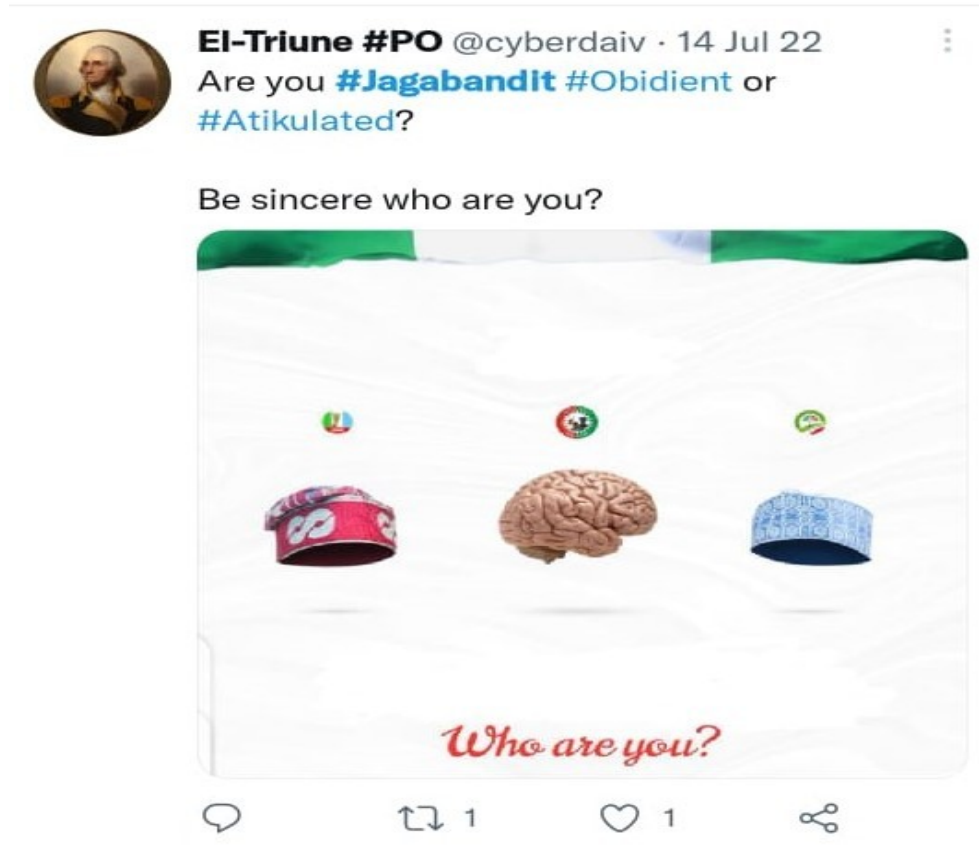 El-Triune #PO @cyberdaiv · 14 Jul 22
Are you #Jagabandit #Obidient or
#Atikulated?
Be sincere who are you?
Who are you?
1
1